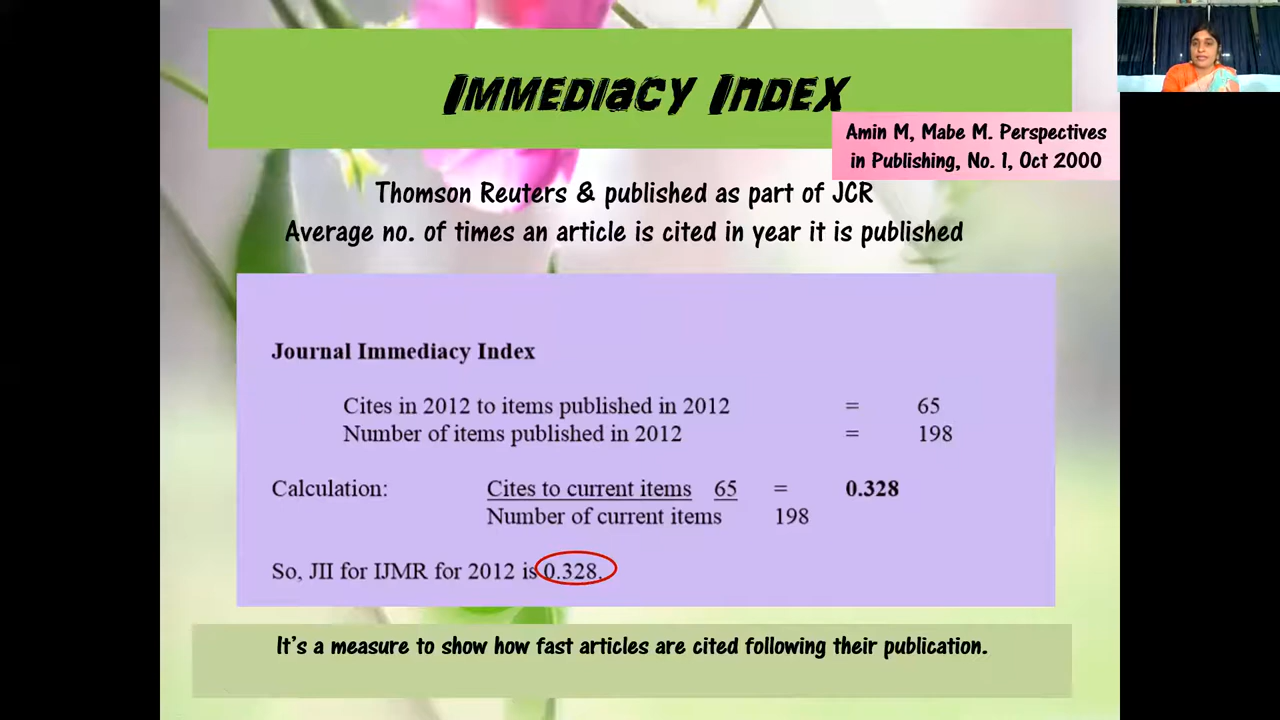 Immediacy Index
Amin M, Mabe M. Perspectives
in Publishing, No. 1, Oct 2000
Thomson Reuters & published as part of JCR
Average no. of times an article is cited in year it is published
Journal Immediacy Index
Cites in 2012 to items published in 2012 = 65
Number of items published in 2012 = 198
Calculation: Cites to current items 65 = 0.328
Number of current items 198
So, JII for IJMR for 2012 is 0.328.
It's a measure to show how fast articles are cited following their publication.